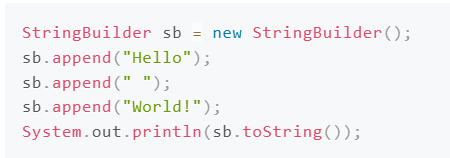 StringBuilder sb = new StringBuilder();
sb.append("Hello");
sb.append(" ");
sb.append("World!");
System.out.println(sb.toString());